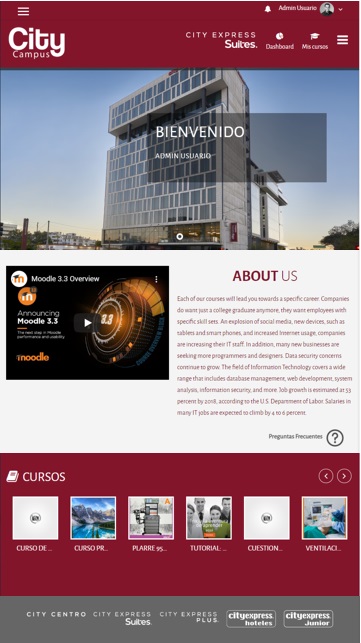 Admin Usuario
City
Campus
CITY EXPRESS
Suites.
Dashboard
Mis cursos
BIENVENIDO
ADMIN USUARIO
Moodle 3.3 Overview
Announcing
Moodle 3.3
The next step in Moodle
performance and usability
moodle
ABOUT US
Each of our courses will lead you towards a specific career. Companies
do want just a college graduate anymore, they want employees with
specific skill sets. An explosion of social media, new devices, such as
tablets and smart phones, and increased Internet usage, companies
are increasing their IT staff. In addition, many new businesses are
seeking more programmers and designers. Data security concerns
continue to grow. The field of Information Technology covers a wide
range that includes database management, web development, system
analysis, information security, and more. Job growth is estimated at 53
percent by 2018, according to the U.S. Department of Labor. Salaries in
many IT jobs are expected to climb by 4 to 6 percent.
Preguntas Frecuentes
CURSOS
CURSO DE ...
CURSO PR...
PLARRE 95...
TUTORIAL ...
CUESTION...
VENTILACI...
CITY CENTRO
CITY EXPRESS
Suites.
CITY EXPRESS
PLUS.
cityexpress
hoteles
cityexpress
Junior